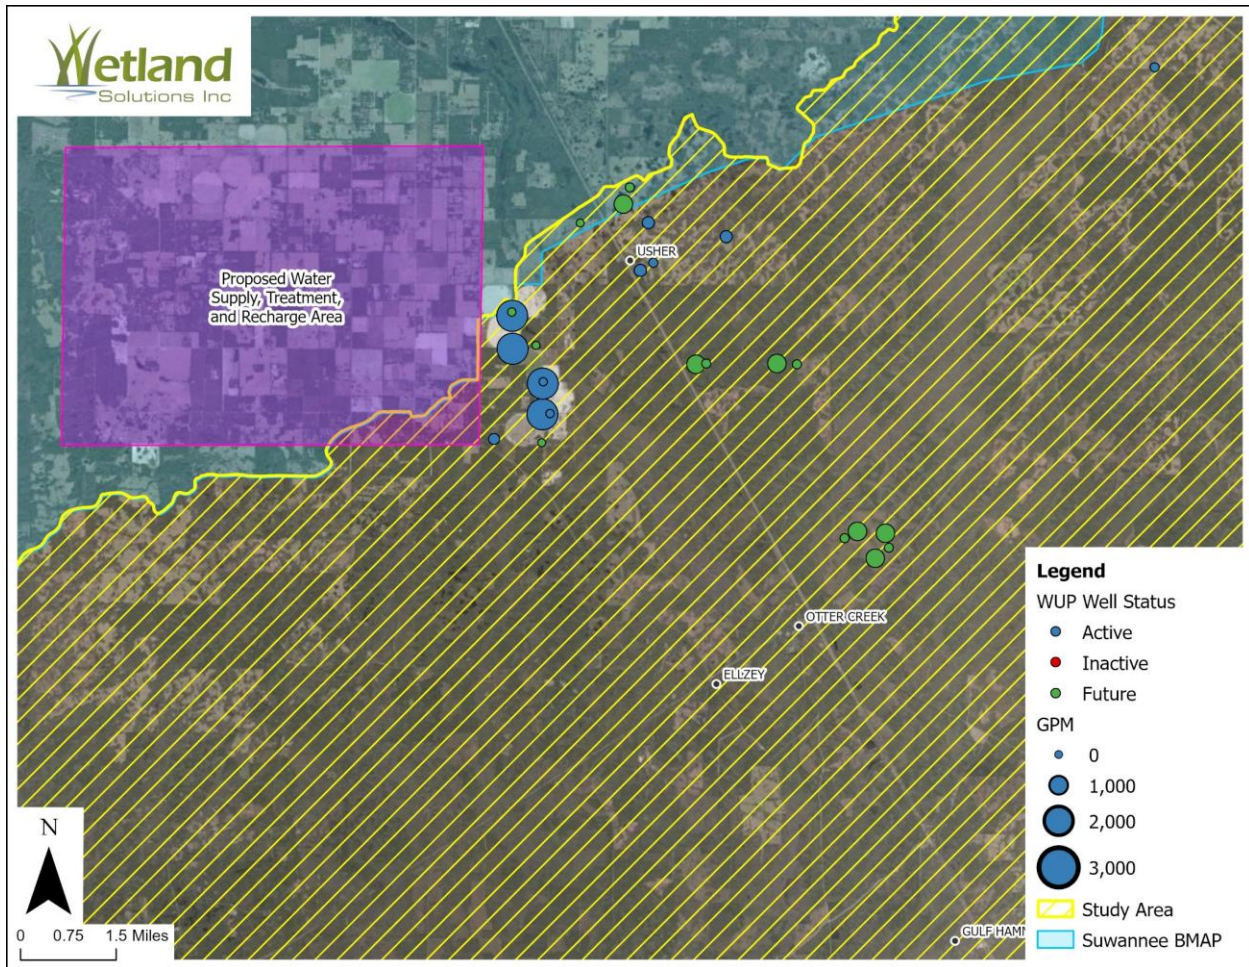 Wetland
Solutions Inc
USHER
Proposed Water
Supply, Treatment,
and Recharge Area
OTTER CREEK
ELLZEY
GULF HAMM
Legend
WUP Well Status
Active
Inactive
Future
GPM
0
1,000
2,000
3,000
Study Area
Suwannee BMAP
N
0 0.75 1.5 Miles